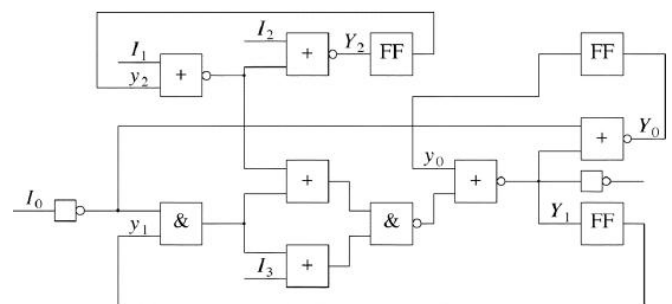 I₂ Y₂ FF FF
I₁ +
y₂ +
Y₀
+
y₀
I₀ + +
y₁ & & Y₁ FF
I₃ +